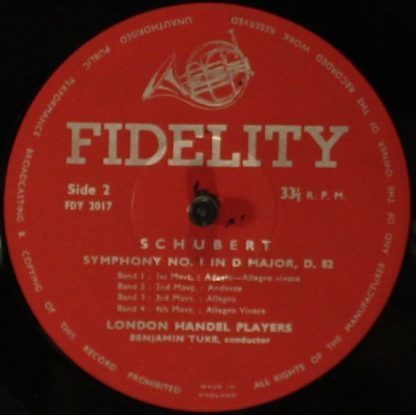 FIDELITY
Side 2
FDY 2017
33⅓ R. P. M.
SCHUBERT
SYMPHONY NO. 1 IN D MAJOR, D. 82
Band 1 : 1st Movt. : Adagio—Allegro vivace
Band 2 : 2nd Movt. : Andante
Band 3 : 3rd Movt. : Allegro
Band 4 : 4th Movt. : Allegro Vivace
LONDON HANDEL PLAYERS
BENJAMIN TUKE, conductor
MADE IN
ENGLAND
ALL RIGHTS OF THE MANUFACTURER AND OF THE OWNER OF THE RECORDED WORK RESERVED
UNAUTHORISED PUBLIC PERFORMANCE BROADCASTING & COPYING OF THIS RECORD PROHIBITED